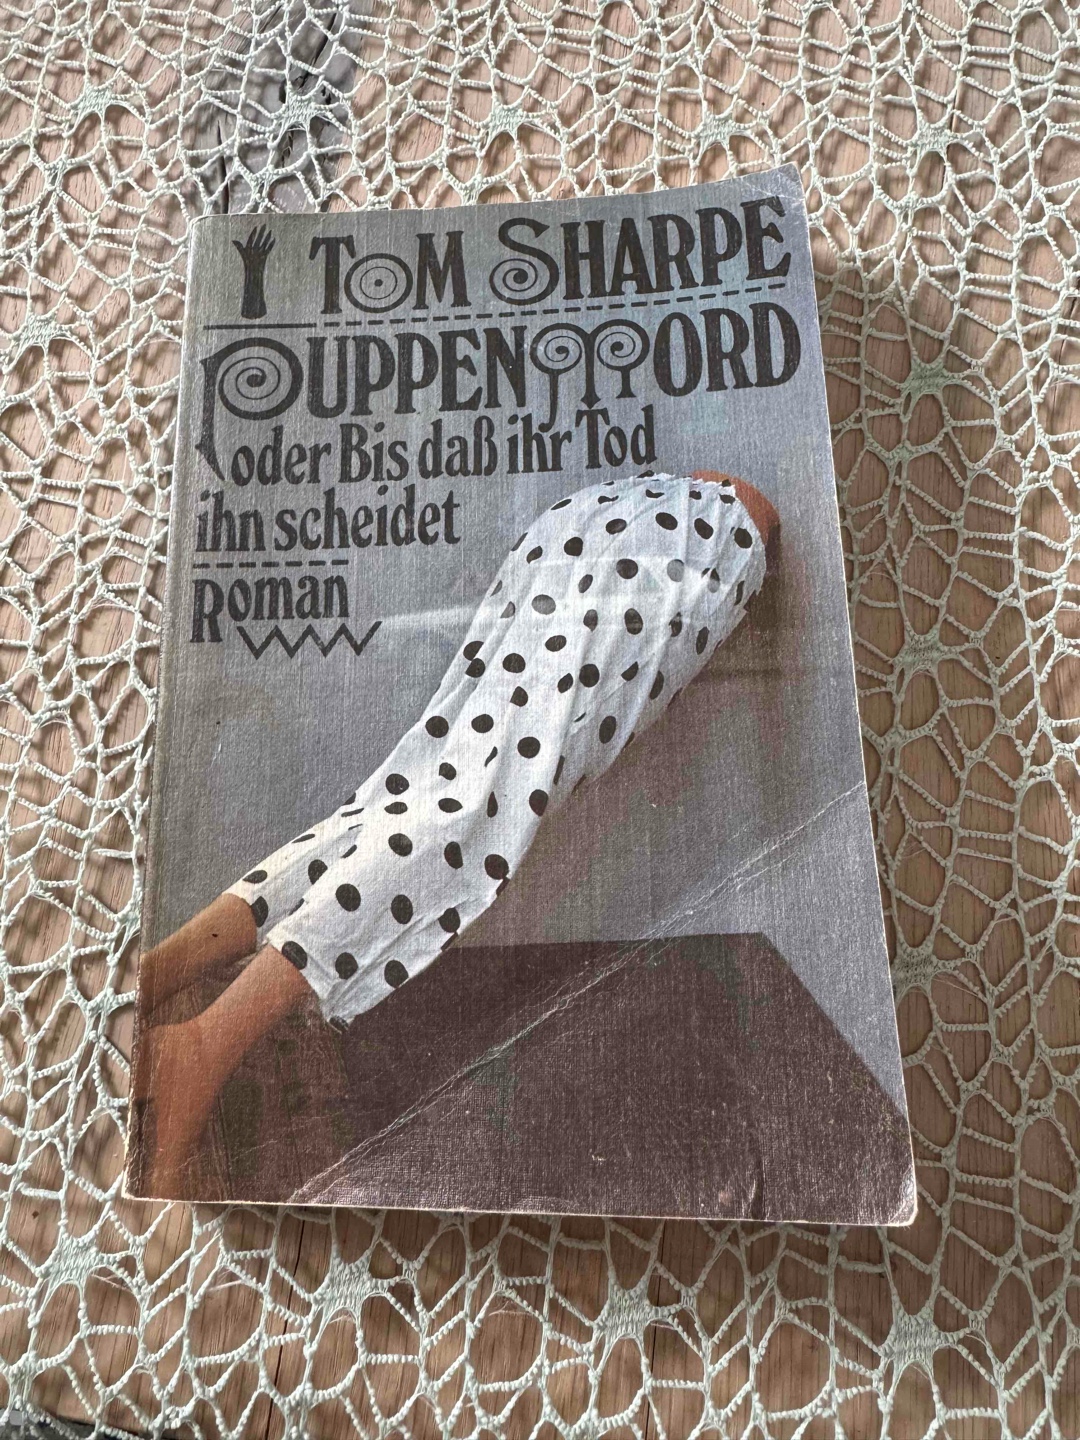 TOM SHARPE
PUPPENMORD
oder Bis daß ihr Tod
ihn scheidet
Roman